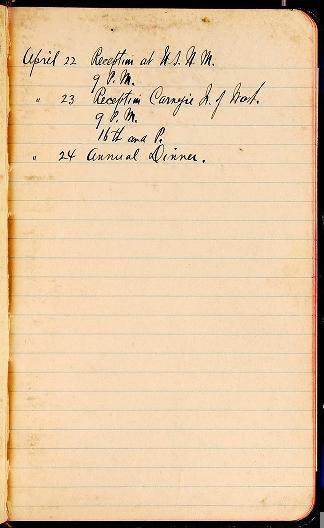 April 22 Reception at U.S.N.M.
9 P.M.
" 23 Reception Carnegie I. of Wash.
9 P.M.
16th and P.
" 24 Annual Dinner.